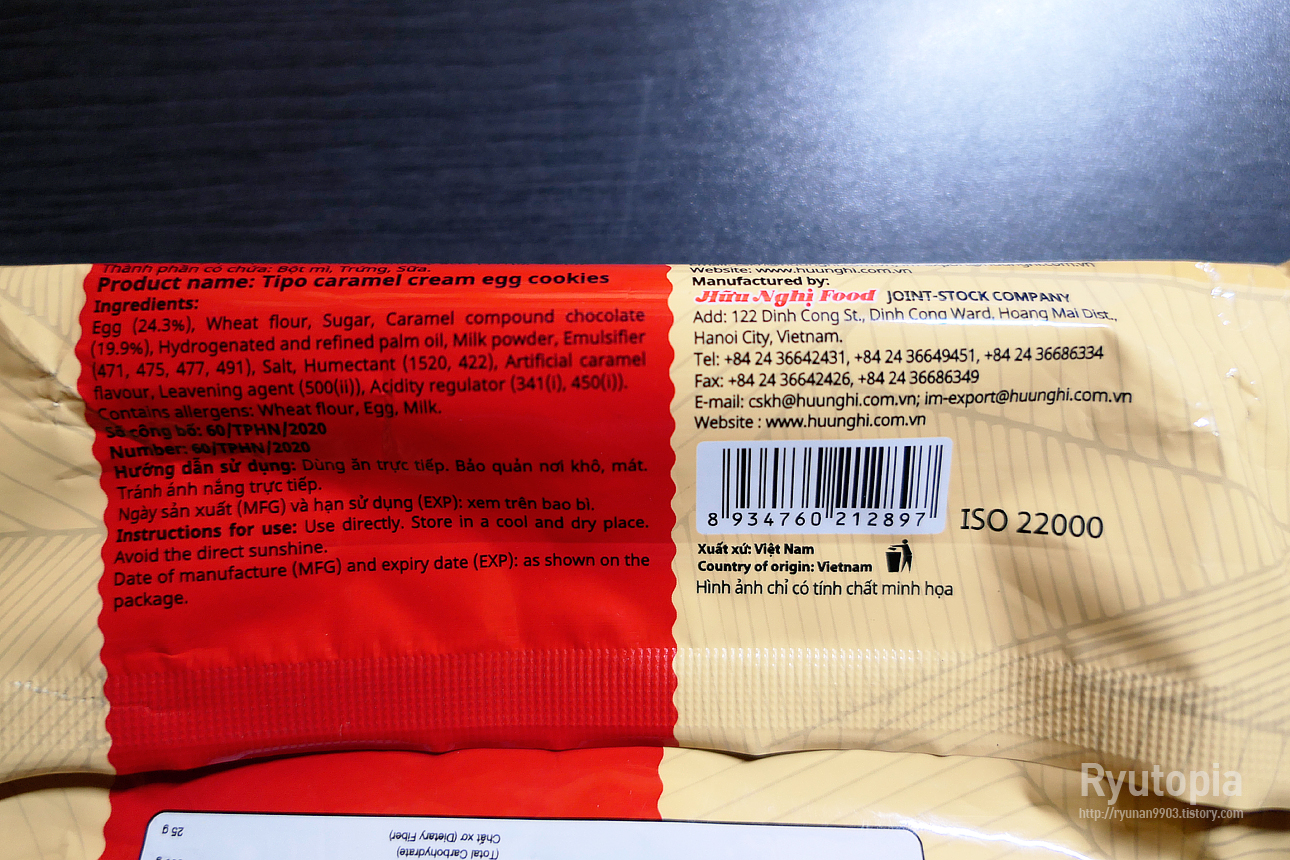 Thành phần có chứa: Bột mì, Trứng, Sữa.
Product name: Tipo caramel cream egg cookies
Ingredients:
Egg (24.3%), Wheat flour, Sugar, Caramel compound chocolate
(19.9%), Hydrogenated and refined palm oil, Milk powder, Emulsifier
(471, 475, 477, 491), Salt, Humectant (1520, 422), Artificial caramel
flavour, Leavening agent (500(ii)), Acidity regulator (341(i), 450(i)).
Contains allergens: Wheat flour, Egg, Milk.
Số công bố: 60/TPHN/2020
Number: 60/TPHN/2020
Hướng dẫn sử dụng: Dùng ăn trực tiếp. Bảo quản nơi khô, mát.
Tránh ánh nắng trực tiếp.
Ngày sản xuất (MFG) và hạn sử dụng (EXP): xem trên bao bì.
Instructions for use: Use directly. Store in a cool and dry place.
Avoid the direct sunshine.
Date of manufacture (MFG) and expiry date (EXP): as shown on the
package.
Website: www.huunghi.com.vn
Manufactured by:
Hữu Nghị Food JOINT-STOCK COMPANY
Add: 122 Dinh Cong St., Dinh Cong Ward, Hoang Mai Dist.,
Hanoi City, Vietnam.
Tel: +84 24 36642431, +84 24 36649451, +84 24 36686334
Fax: +84 24 36642426, +84 24 36686349
E-mail: cskh@huunghi.com.vn; im-export@huunghi.com.vn
Website : www.huunghi.com.vn
8 934760 212897
ISO 22000
Xuất xứ: Việt Nam
Country of origin: Vietnam
Hình ảnh chỉ có tính chất minh họa
(Total Carbohydrate)
Chất xơ (Dietary Fiber)
25 g
Ryutopia
http://ryunan9903.tistory.com